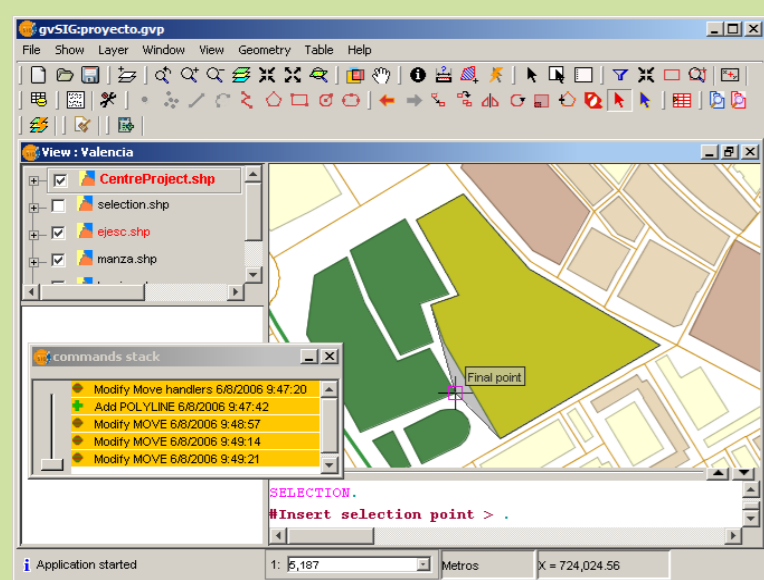 gvSIG:proyecto.gvp
File Show Layer Window View Geometry Table Help
View : Valencia
CentreProject.shp
selection.shp
ejesc.shp
manza.shp
commands stack
Modify Move handlers 6/8/2006 9:47:20
Add POLYLINE 6/8/2006 9:47:42
Modify MOVE 6/8/2006 9:48:57
Modify MOVE 6/8/2006 9:49:14
Modify MOVE 6/8/2006 9:49:21
Final point
SELECTION.
#Insert selection point > .
Application started
1: 5,187
Metros
X = 724,024.56